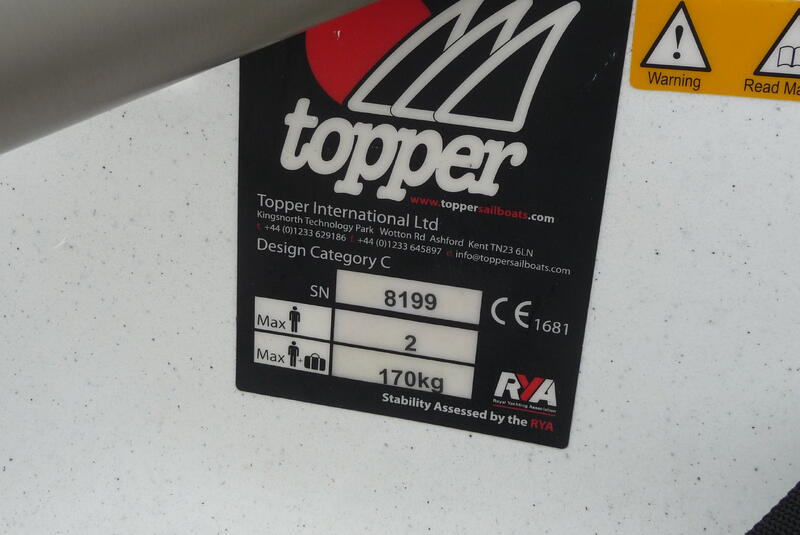 topper
www.toppersailboats.com
Topper International Ltd
Kingsnorth Technology Park Wotton Rd Ashford Kent TN23 6LN
t. +44 (0)1233 629186 f. +44 (0)1233 645897 e. info@toppersailboats.com
Design Category C
SN 8199
CE 1681
Max 2
Max + 170kg
RYA
Royal Yachting Association
Stability Assessed by the RYA
Warning
Read Ma